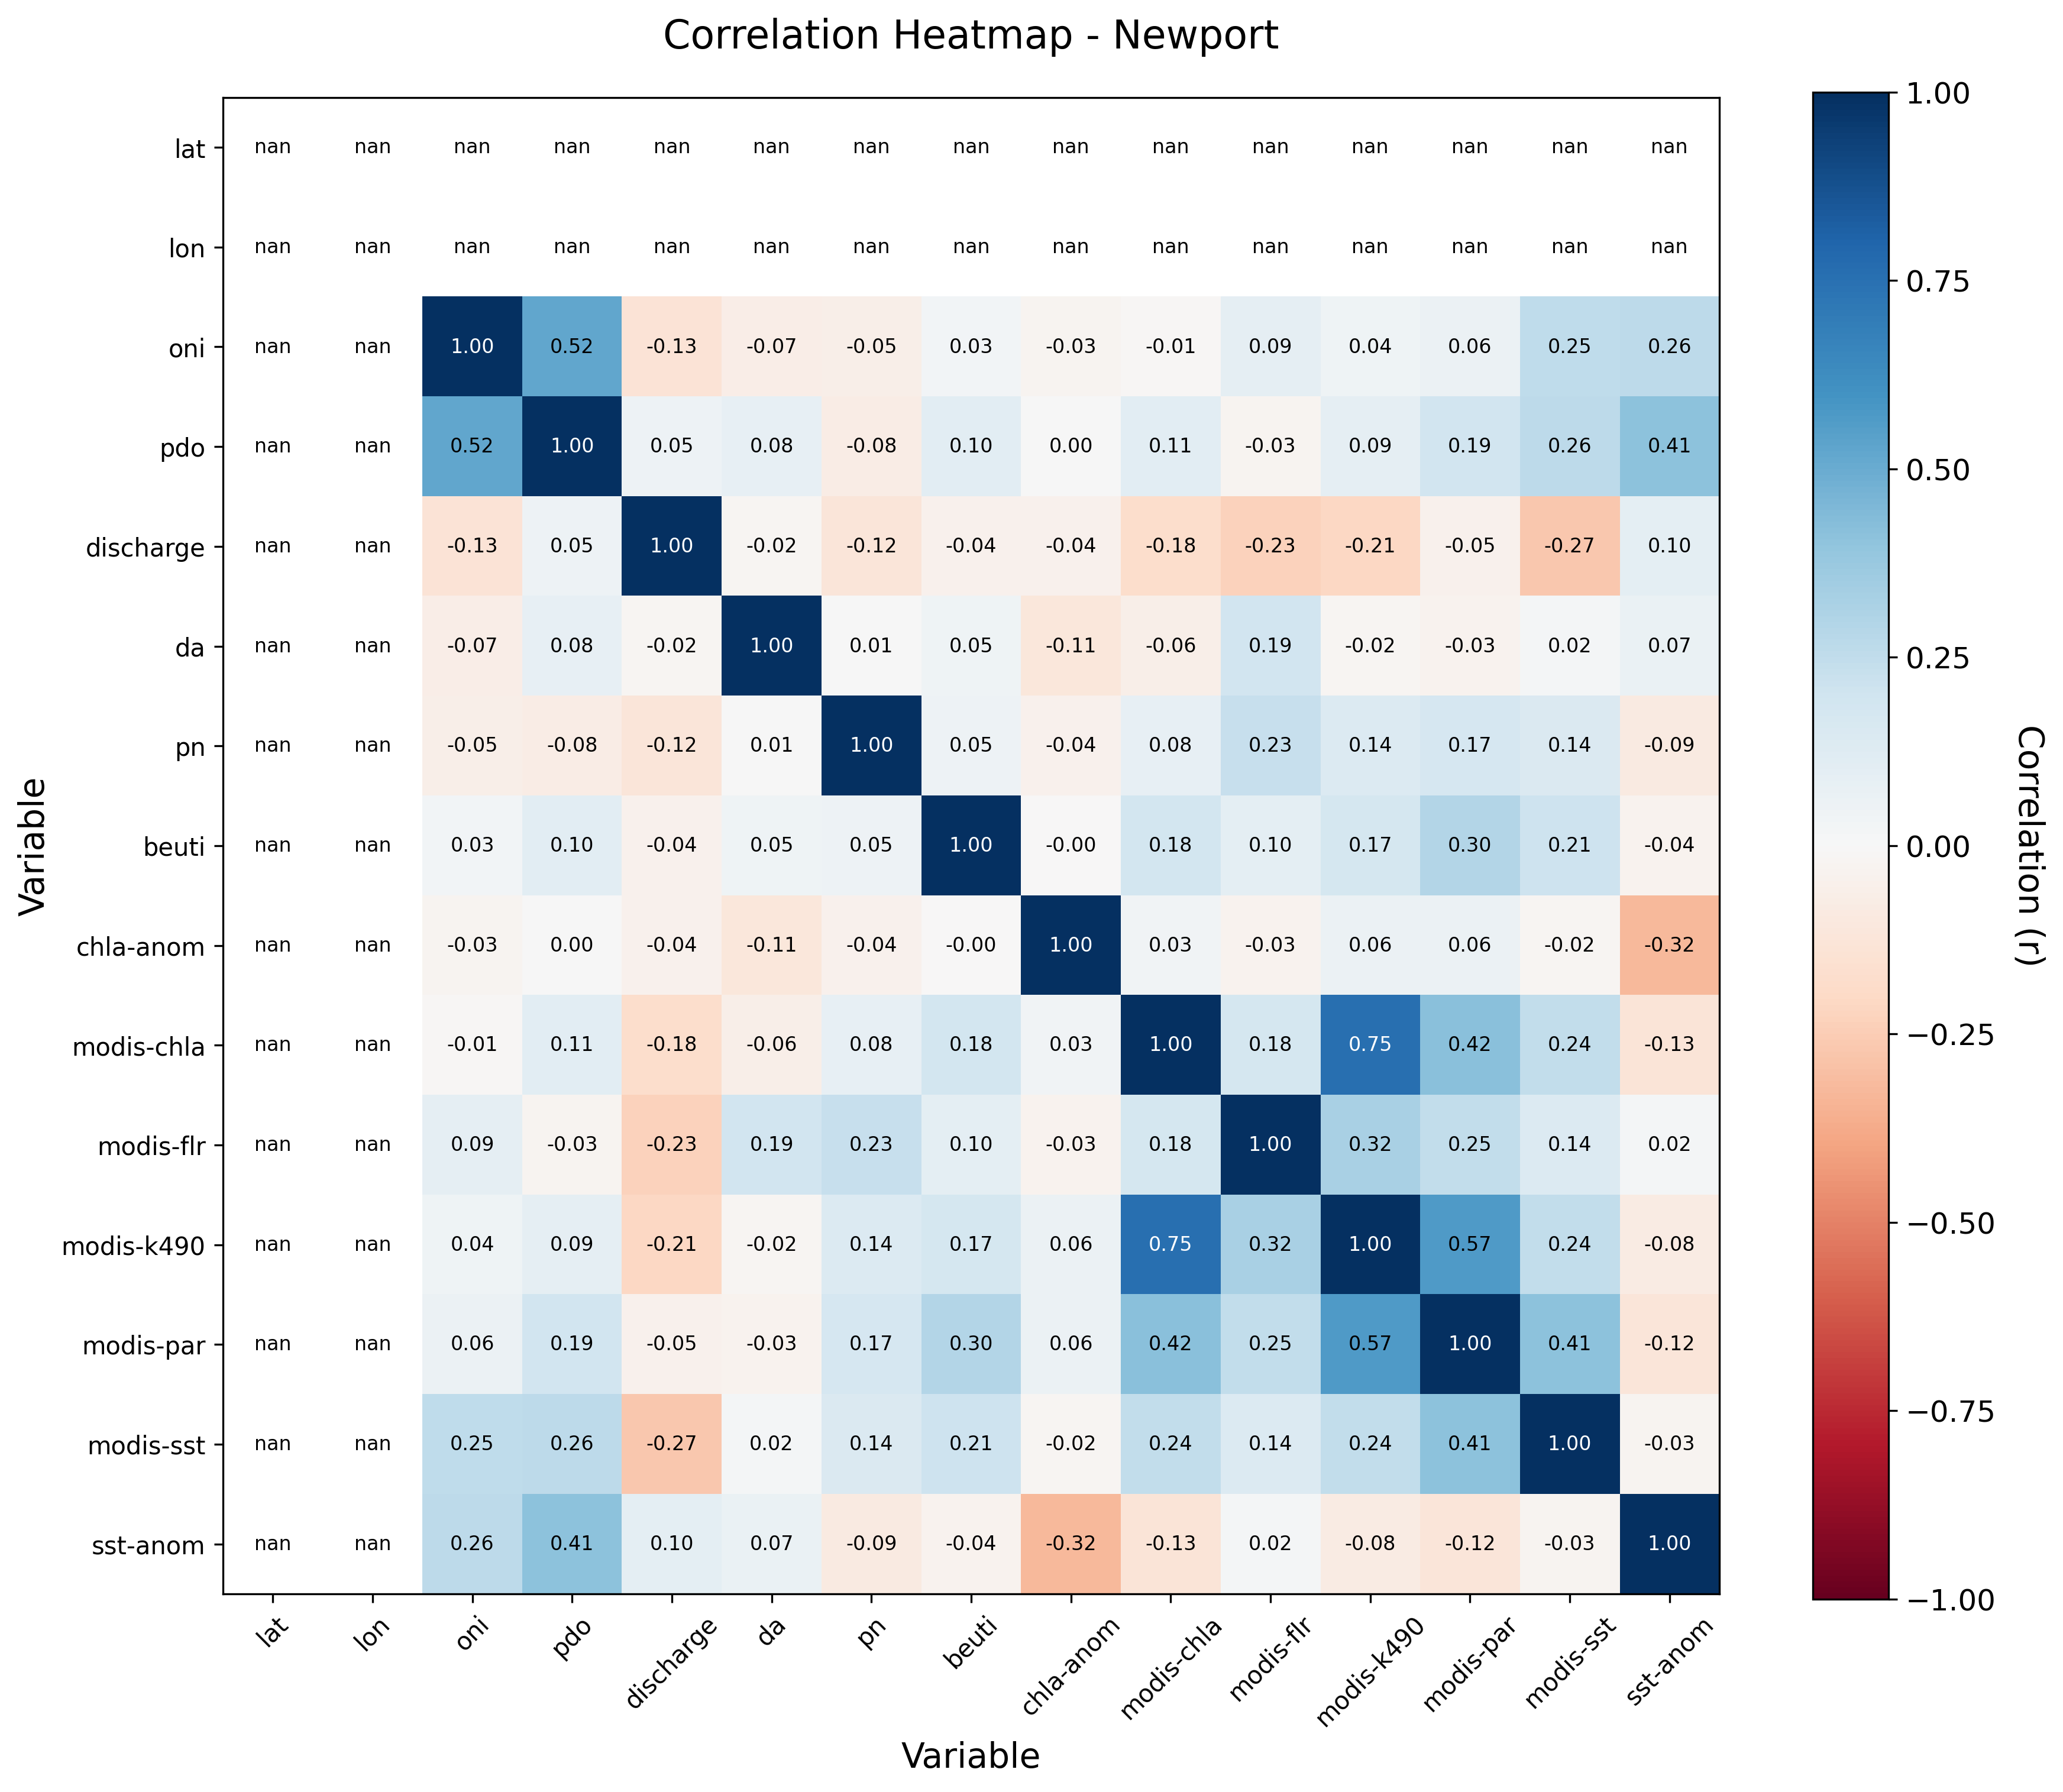 Correlation Heatmap - Newport
lat nan nan nan nan nan nan nan nan nan nan nan nan nan nan nan
lon nan nan nan nan nan nan nan nan nan nan nan nan nan nan nan
oni nan nan 1.00 0.52 -0.13 -0.07 -0.05 0.03 -0.03 -0.01 0.09 0.04 0.06 0.25 0.26
pdo nan nan 0.52 1.00 0.05 0.08 -0.08 0.10 0.00 0.11 -0.03 0.09 0.19 0.26 0.41
discharge nan nan -0.13 0.05 1.00 -0.02 -0.12 -0.04 -0.04 -0.18 -0.23 -0.21 -0.05 -0.27 0.10
da nan nan -0.07 0.08 -0.02 1.00 0.01 0.05 -0.11 -0.06 0.19 -0.02 -0.03 0.02 0.07
pn nan nan -0.05 -0.08 -0.12 0.01 1.00 0.05 -0.04 0.08 0.23 0.14 0.17 0.14 -0.09
beuti nan nan 0.03 0.10 -0.04 0.05 0.05 1.00 -0.00 0.18 0.10 0.17 0.30 0.21 -0.04
chla-anom nan nan -0.03 0.00 -0.04 -0.11 -0.04 -0.00 1.00 0.03 -0.03 0.06 0.06 -0.02 -0.32
modis-chla nan nan -0.01 0.11 -0.18 -0.06 0.08 0.18 0.03 1.00 0.18 0.75 0.42 0.24 -0.13
modis-flr nan nan 0.09 -0.03 -0.23 0.19 0.23 0.10 -0.03 0.18 1.00 0.32 0.25 0.14 0.02
modis-k490 nan nan 0.04 0.09 -0.21 -0.02 0.14 0.17 0.06 0.75 0.32 1.00 0.57 0.24 -0.08
modis-par nan nan 0.06 0.19 -0.05 -0.03 0.17 0.30 0.06 0.42 0.25 0.57 1.00 0.41 -0.12
modis-sst nan nan 0.25 0.26 -0.27 0.02 0.14 0.21 -0.02 0.24 0.14 0.24 0.41 1.00 -0.03
sst-anom nan nan 0.26 0.41 0.10 0.07 -0.09 -0.04 -0.32 -0.13 0.02 -0.08 -0.12 -0.03 1.00
lat lon oni pdo discharge da pn beuti chla-anom modis-chla modis-flr modis-k490 modis-par modis-sst sst-anom
Variable
Variable
1.00
0.75
0.50
0.25
0.00
−0.25
−0.50
−0.75
−1.00
Correlation (r)